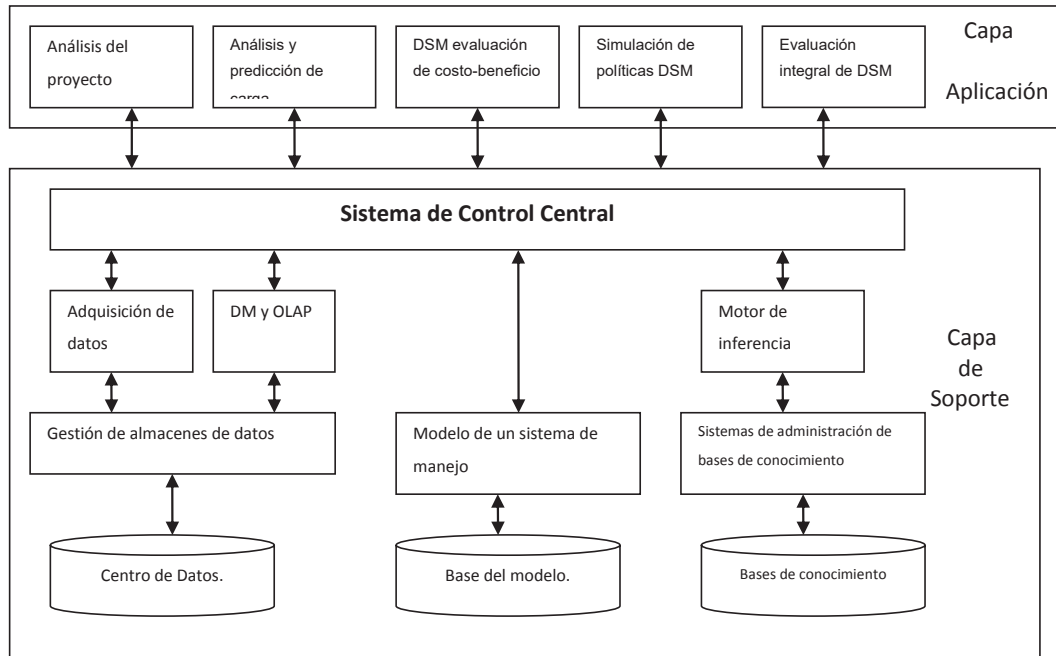 Análisis del
proyecto
Análisis y
predicción de
carga
DSM evaluación
de costo-beneficio
Simulación de
políticas DSM
Evaluación
integral de DSM
Capa
Aplicación
Sistema de Control Central
Adquisición de
datos
DM y OLAP
Motor de
inferencia
Capa
de
Soporte
Gestión de almacenes de datos
Modelo de un sistema de
manejo
Sistemas de administración de
bases de conocimiento
Centro de Datos.
Base del modelo.
Bases de conocimiento